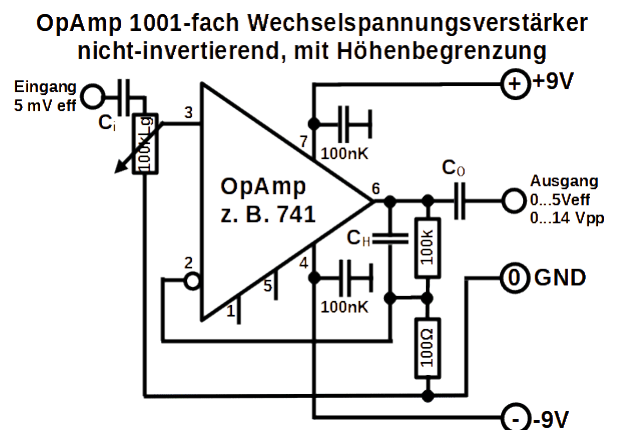 OpAmp 1001-fach Wechselspannungsverstärker
nicht-invertierend, mit Höhenbegrenzung
Eingang
5 mV eff
Ci
100kLg
3
7
100nK
+
+9V
OpAmp
z. B. 741
6
CO
Ausgang
0...5Veff
0...14 Vpp
CH
100k
2
4
5
1
100nK
0
GND
100Ω
-
-9V